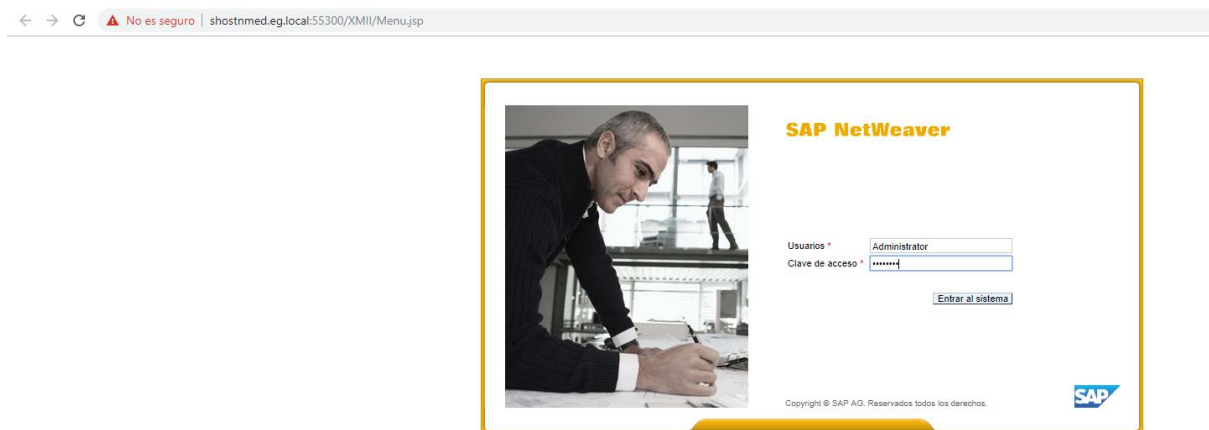 No es seguro | shostnmed.eg.local:55300/XMII/Menu.jsp
SAP NetWeaver
Usuarios * Administrator
Clave de acceso * ••••••••
Entrar al sistema
Copyright © SAP AG. Reservados todos los derechos.
SAP